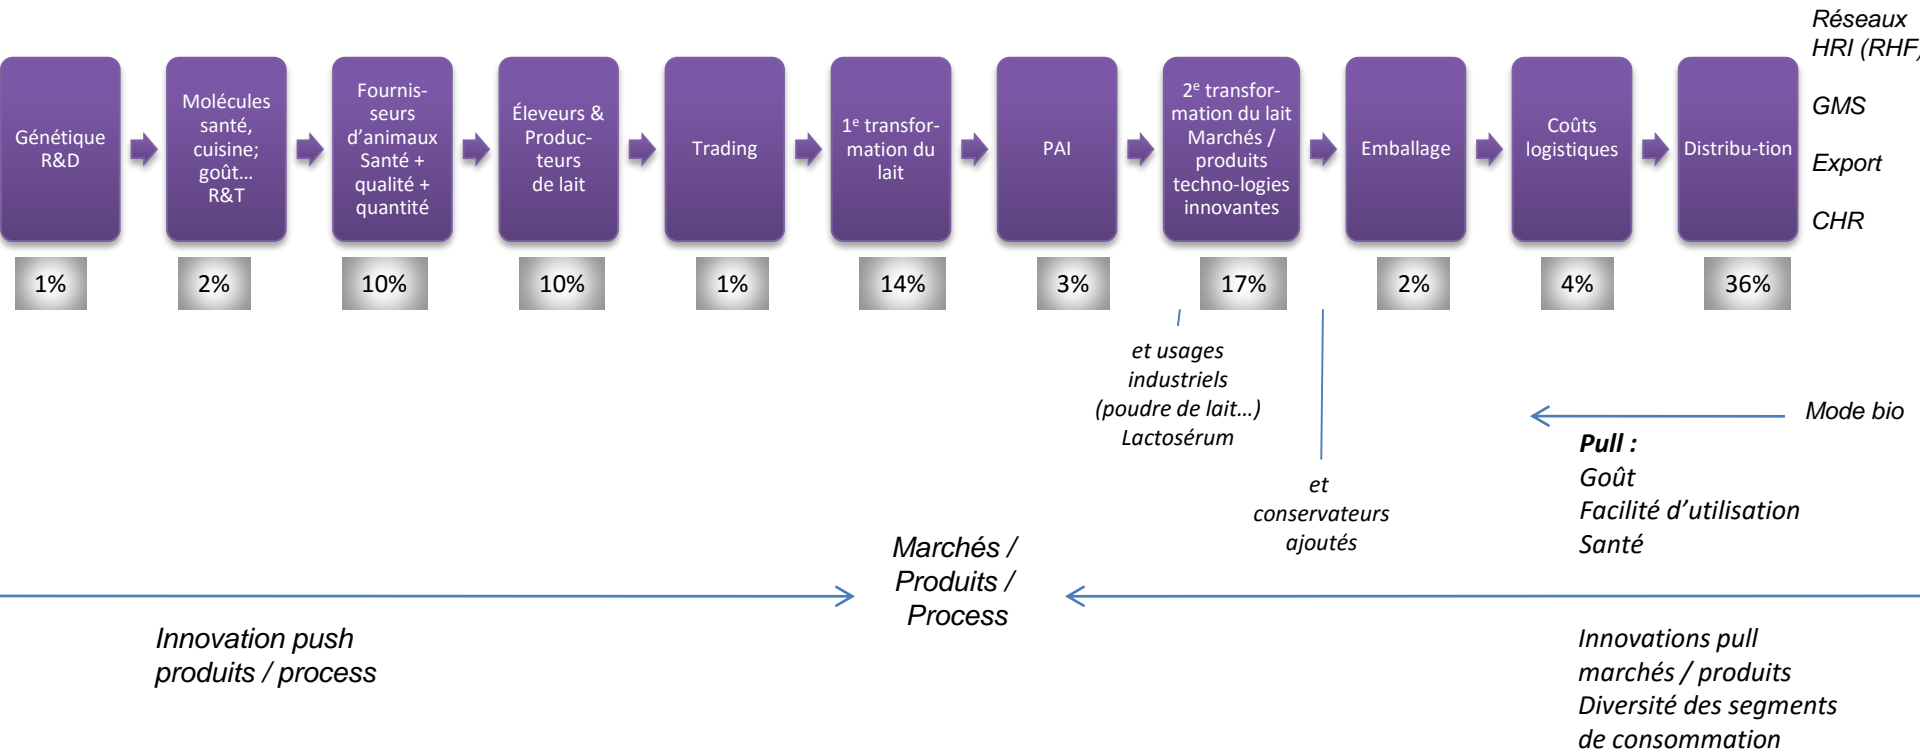 Réseaux
HRI (RHF)
GMS
Export
CHR
Génétique
R&D
Molécules
santé,
cuisine;
goût…
R&T
Fournis-
seurs
d’animaux
Santé +
qualité +
quantité
Éleveurs &
Produc-
teurs
de lait
Trading
1e transfor-
mation du
lait
PAI
2e transfor-
mation du lait
Marchés /
produits
techno-logies
innovantes
Emballage
Coûts
logistiques
Distribu-tion
1%
2%
10%
10%
1%
14%
3%
17%
2%
4%
36%
et usages
industriels
(poudre de lait…)
Lactosérum
et
conservateurs
ajoutés
Mode bio
Pull :
Goût
Facilité d’utilisation
Santé
Marchés /
Produits /
Process
Innovation push
produits / process
Innovations pull
marchés / produits
Diversité des segments
de consommation